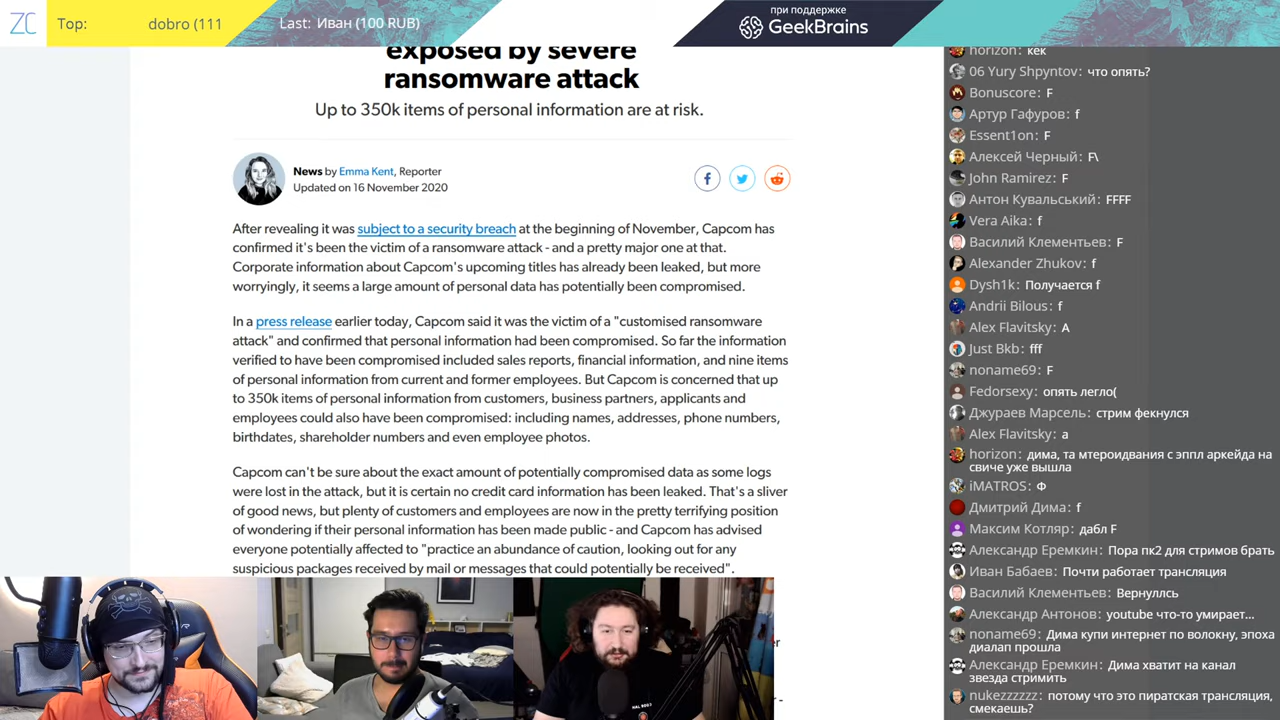 ZC
Top:
dobro (111
Last: Иван (100 RUB)
при поддержке
GeekBrains
exposed by severe
ransomware attack
Up to 350k items of personal information are at risk.
News by Emma Kent, Reporter
Updated on 16 November 2020
After revealing it was subject to a security breach at the beginning of November, Capcom has
confirmed it's been the victim of a ransomware attack - and a pretty major one at that.
Corporate information about Capcom's upcoming titles has already been leaked, but more
worryingly, it seems a large amount of personal data has potentially been compromised.
In a press release earlier today, Capcom said it was the victim of a "customised ransomware
attack" and confirmed that personal information had been compromised. So far the information
verified to have been compromised included sales reports, financial information, and nine items
of personal information from current and former employees. But Capcom is concerned that up
to 350k items of personal information from customers, business partners, applicants and
employees could also have been compromised: including names, addresses, phone numbers,
birthdates, shareholder numbers and even employee photos.
Capcom can't be sure about the exact amount of potentially compromised data as some logs
were lost in the attack, but it is certain no credit card information has been leaked. That's a sliver
of good news, but plenty of customers and employees are now in the pretty terrifying position
of wondering if their personal information has been made public - and Capcom has advised
everyone potentially affected to "practice an abundance of caution, looking out for any
suspicious packages received by mail or messages that could potentially be received".
HAL 9000
horizon: кек
06 Yury Shpyntov: что опять?
Bonuscore: F
Артур Гафуров: f
Essent1on: F
Алексей Черный: F\
John Ramirez: F
Антон Кувальський: FFFF
Vera Aika: f
Василий Клементьев: F
Alexander Zhukov: f
Dysh1k: Получается f
Andrii Bilous: f
Alex Flavitsky: А
Just Bkb: fff
noname69: F
Fedorsexy: опять легло(
Джураев Марсель: стрим фекнулся
Alex Flavitsky: а
horizon: дима, та мтероидвания с эппл аркейда на
свиче уже вышла
iMATROS: Ф
Дмитрий Дима: f
Максим Котляр: дабл F
Александр Еремкин: Пора пк2 для стримов брать
Иван Бабаев: Почти работает трансляция
Василий Клементьев: Вернуллсь
Александр Антонов: youtube что-то умирает...
noname69: Дима купи интернет по волокну, эпоха
диалап прошла
Александр Еремкин: Дима хватит на канал
звезда стримить
nukezzzzzz: потому что это пиратская трансляция,
смекаешь?